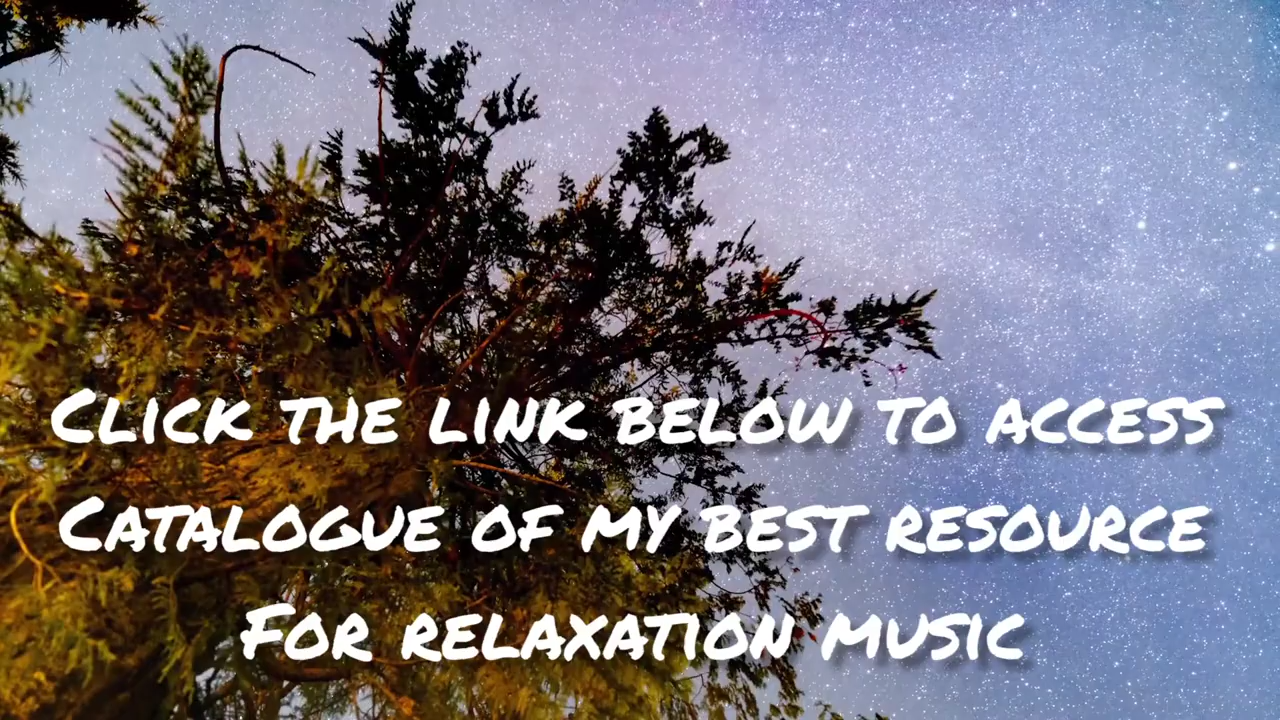 Click the link below to access
Catalogue of my best resource
For relaxation music